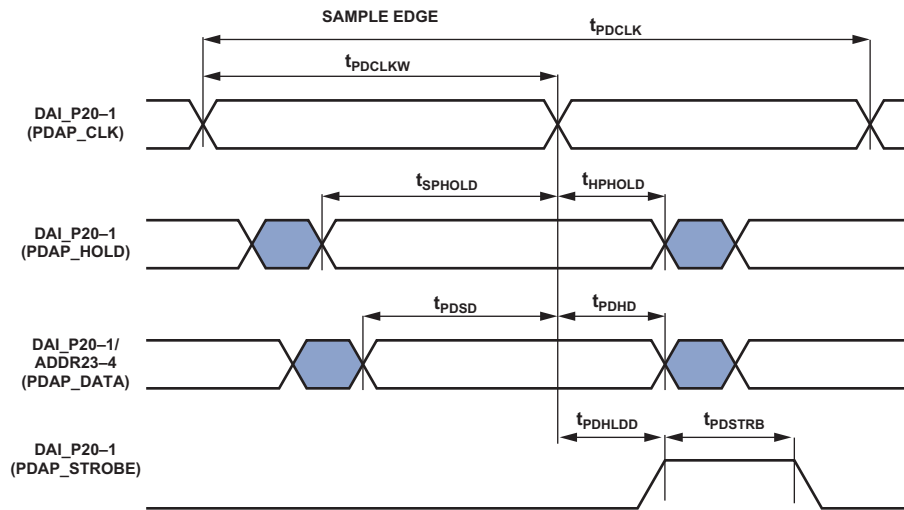 SAMPLE EDGE
tPDCLK
tPDCLKW
DAI_P20–1
(PDAP_CLK)
tSPHOLD
tHPHOLD
DAI_P20–1
(PDAP_HOLD)
tPDSD
tPDHD
DAI_P20–1/
ADDR23–4
(PDAP_DATA)
tPDHLDD
tPDSTRB
DAI_P20–1
(PDAP_STROBE)